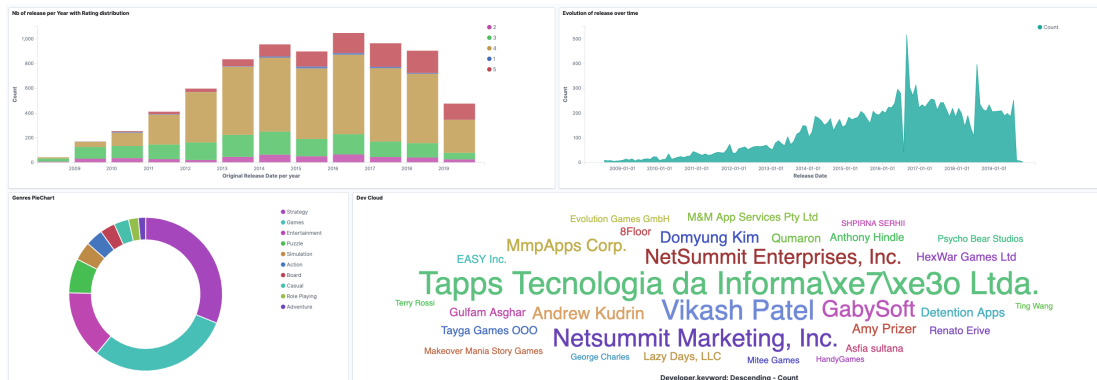 Nb of release per Year with Rating distribution
1,000
800
600
400
200
0
Count
2009
2010
2011
2012
2013
2014
2015
2016
2017
2018
2019
Original Release Date per year
2
3
4
1
5
Evolution of release over time
500
400
300
200
100
0
Count
2009-01-01
2010-01-01
2011-01-01
2012-01-01
2013-01-01
2014-01-01
2015-01-01
2016-01-01
2017-01-01
2018-01-01
2019-01-01
Release Date
Count
Genres PieChart
Strategy
Games
Entertainment
Puzzle
Simulation
Action
Board
Casual
Role Playing
Adventure
Dev Cloud
Evolution Games GmbH
M&M App Services Pty Ltd
SHPIRNA SERHII
8Floor
MmpApps Corp.
Domyung Kim
Qumaron
Anthony Hindle
Psycho Bear Studios
EASY Inc.
NetSummit Enterprises, Inc.
HexWar Games Ltd
Tapps Tecnologia da Informa\xe7\xe3o Ltda.
Terry Rossi
Gulfam Asghar
Andrew Kudrin
Vikash Patel
GabySoft
Detention Apps
Ting Wang
Tayga Games OOO
Netsummit Marketing, Inc.
Amy Prizer
Renato Erive
Makeover Mania Story Games
George Charles
Lazy Days, LLC
Mitee Games
HandyGames
Asfia sultana
Developer.keyword: Descending - Count